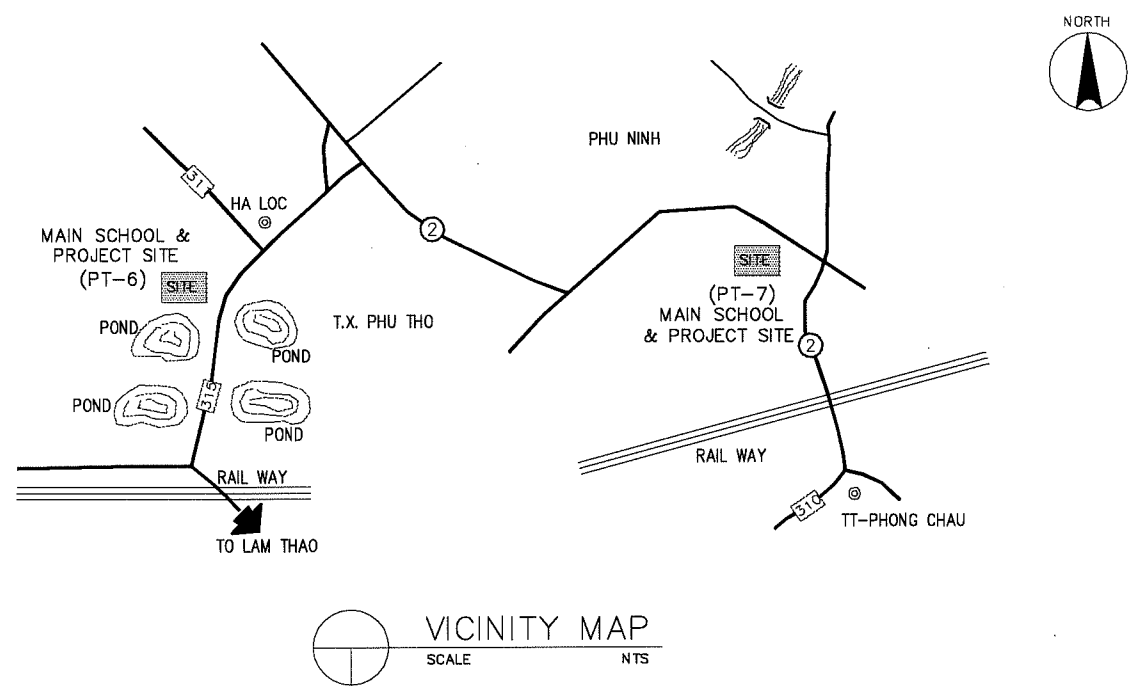 NORTH
PHU NINH
317
HA LOC
MAIN SCHOOL &
PROJECT SITE
(PT-6)
SITE
2
SITE
(PT-7)
MAIN SCHOOL
& PROJECT SITE
2
POND
T.X. PHU THO
POND
315
POND
POND
RAIL WAY
RAIL WAY
310
TT-PHONG CHAU
TO LAM THAO
VICINITY MAP
SCALE NTS